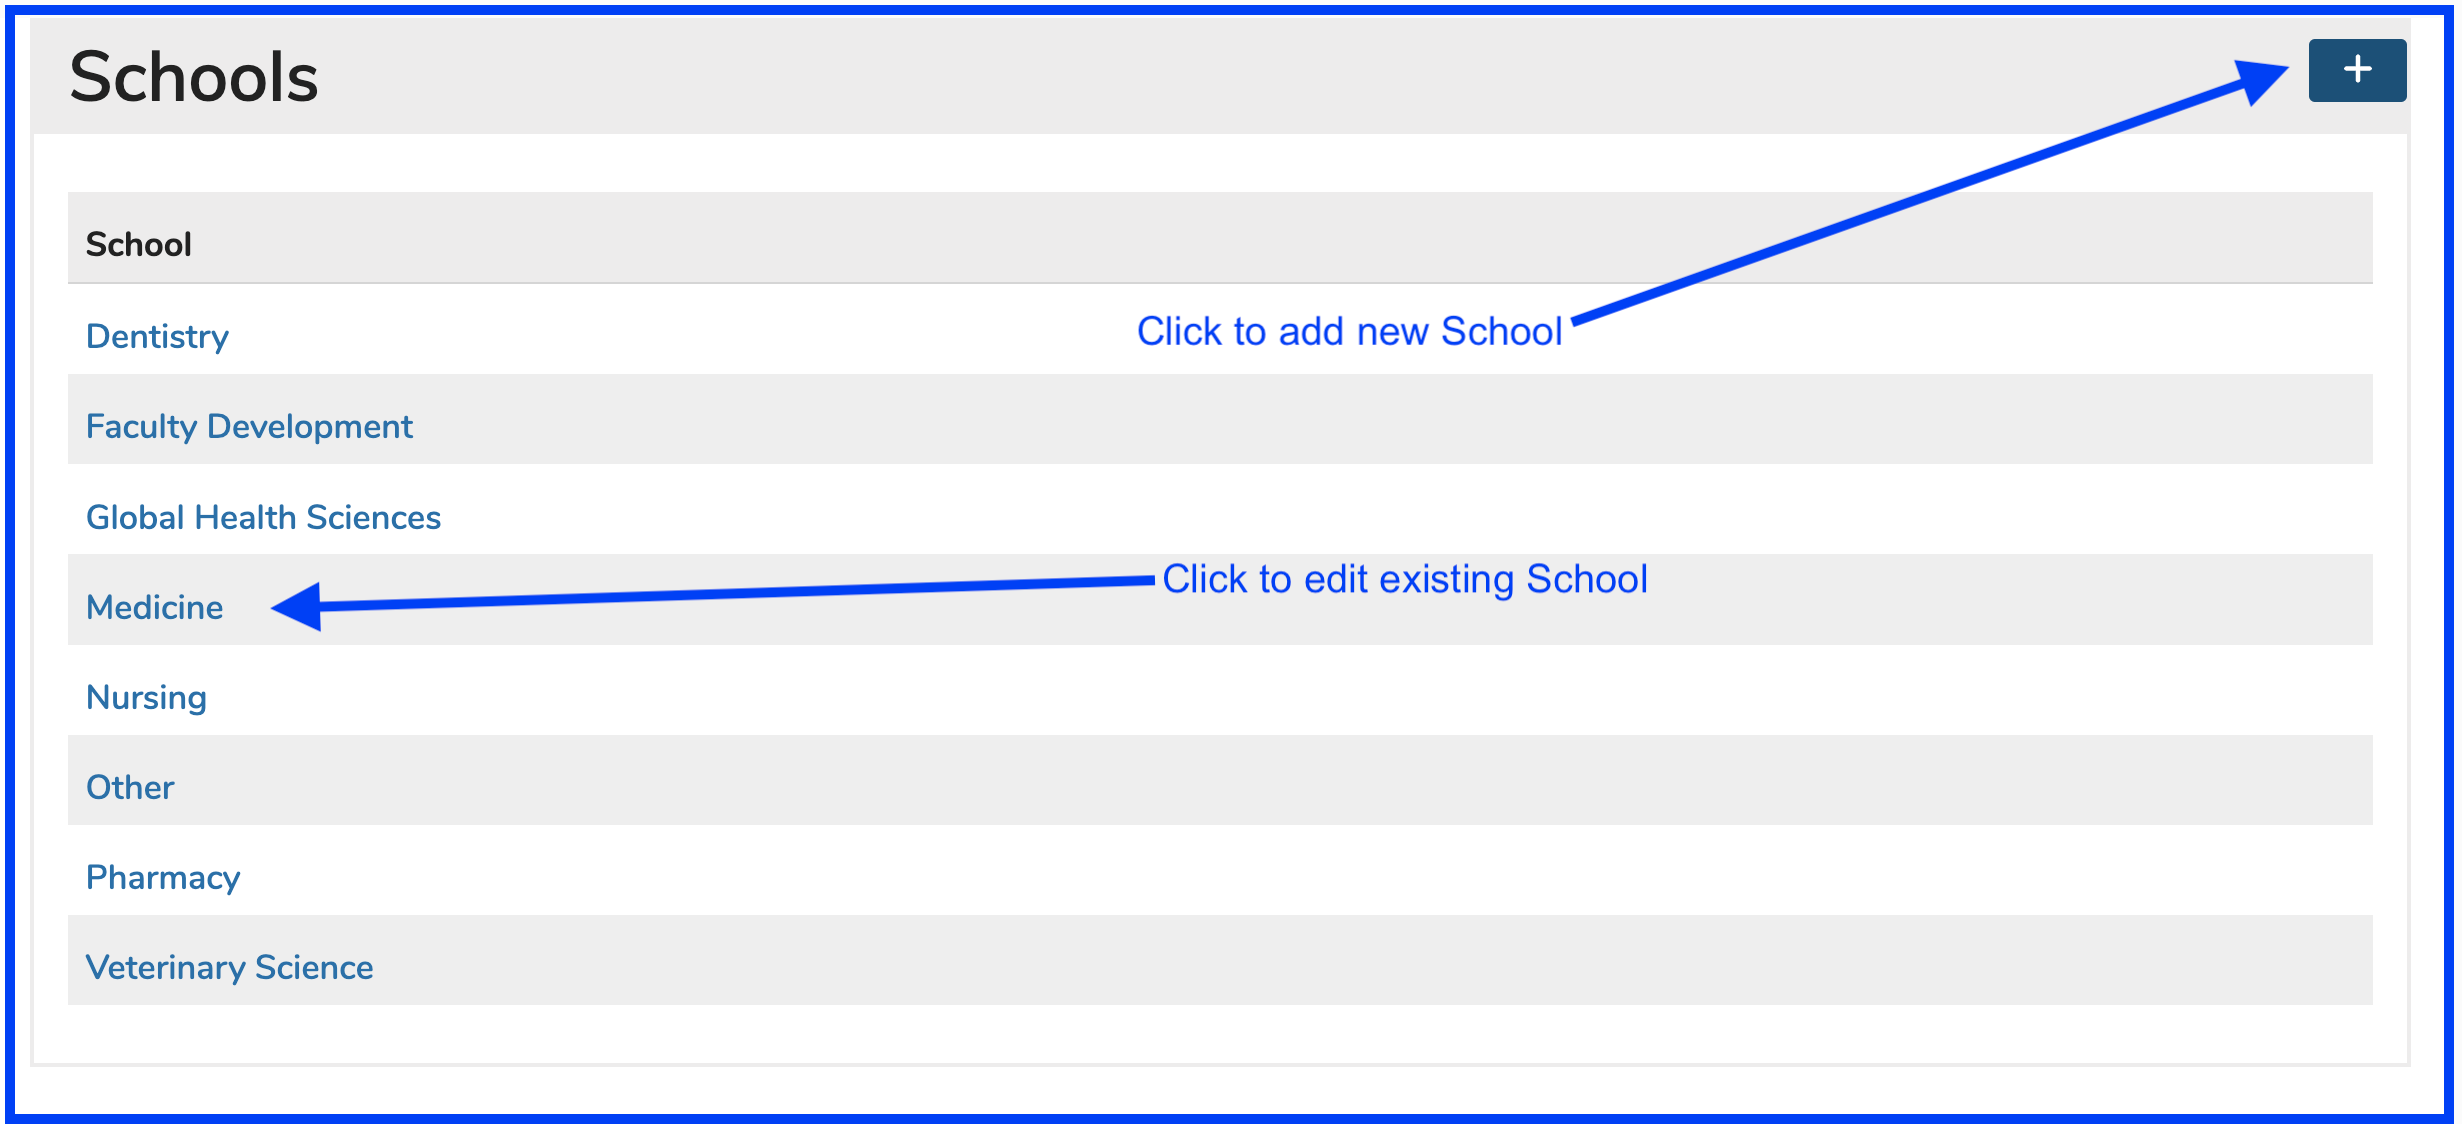 Schools
+
School
Dentistry
Click to add new School
Faculty Development
Global Health Sciences
Click to edit existing School
Medicine
Nursing
Other
Pharmacy
Veterinary Science